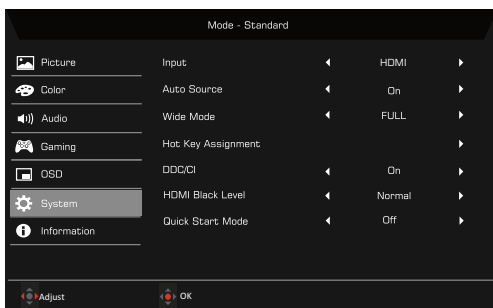 Mode - Standard
Picture
Color
Audio
Gaming
OSD
System
Information
Input HDMI
Auto Source On
Wide Mode FULL
Hot Key Assignment
DDC/CI On
HDMI Black Level Normal
Quick Start Mode Off
Adjust OK